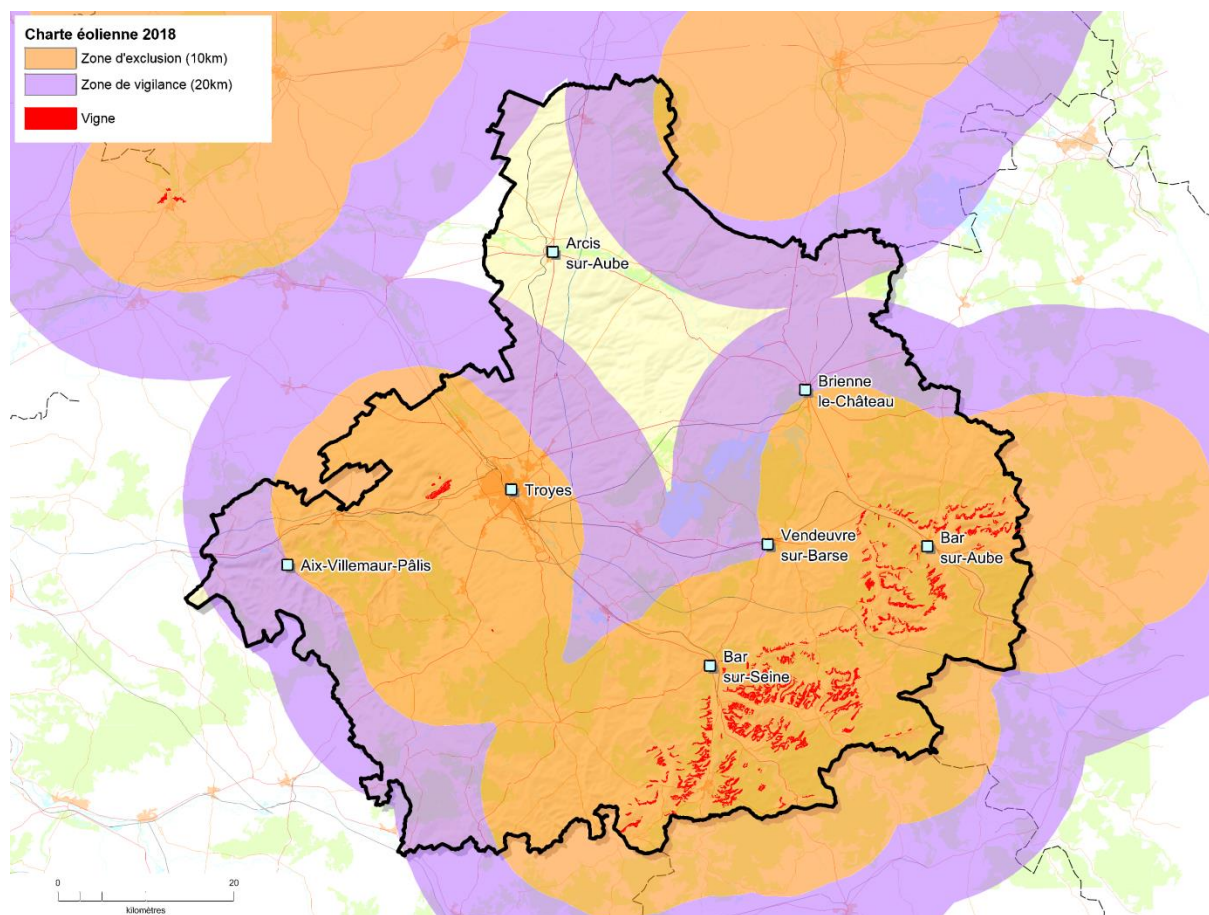 Charte éolienne 2018
Zone d'exclusion (10km)
Zone de vigilance (20km)
Vigne
Arcis
sur-Aube
Brienne
le-Château
Troyes
Vendeuvre
sur-Barse
Bar
sur-Aube
Aix-Villemaur-Pâlis
Bar
sur-Seine
0 20
kilomètres